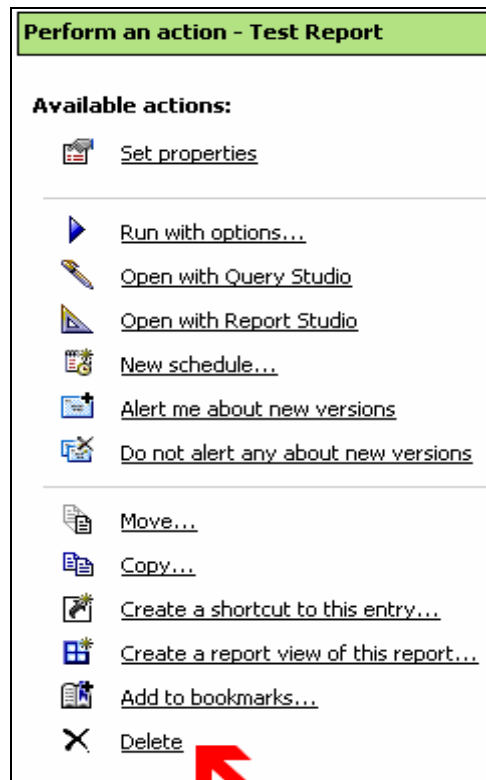 Perform an action - Test Report
Available actions:
Set properties
Run with options...
Open with Query Studio
Open with Report Studio
New schedule...
Alert me about new versions
Do not alert any about new versions
Move...
Copy...
Create a shortcut to this entry...
Create a report view of this report...
Add to bookmarks...
Delete